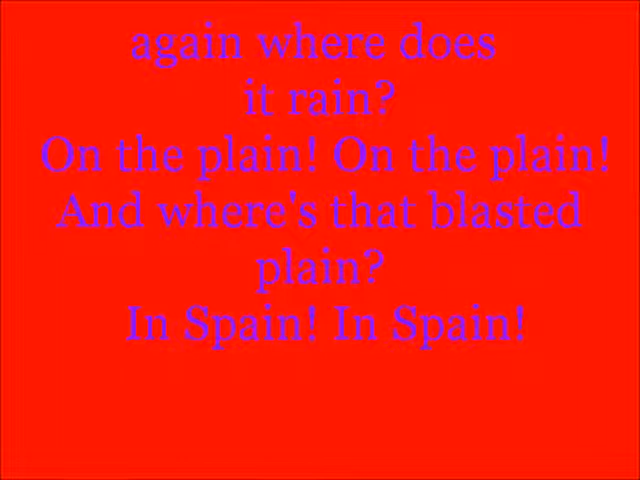 again where does
it rain?
On the plain! On the plain!
And where's that blasted
plain?
In Spain! In Spain!